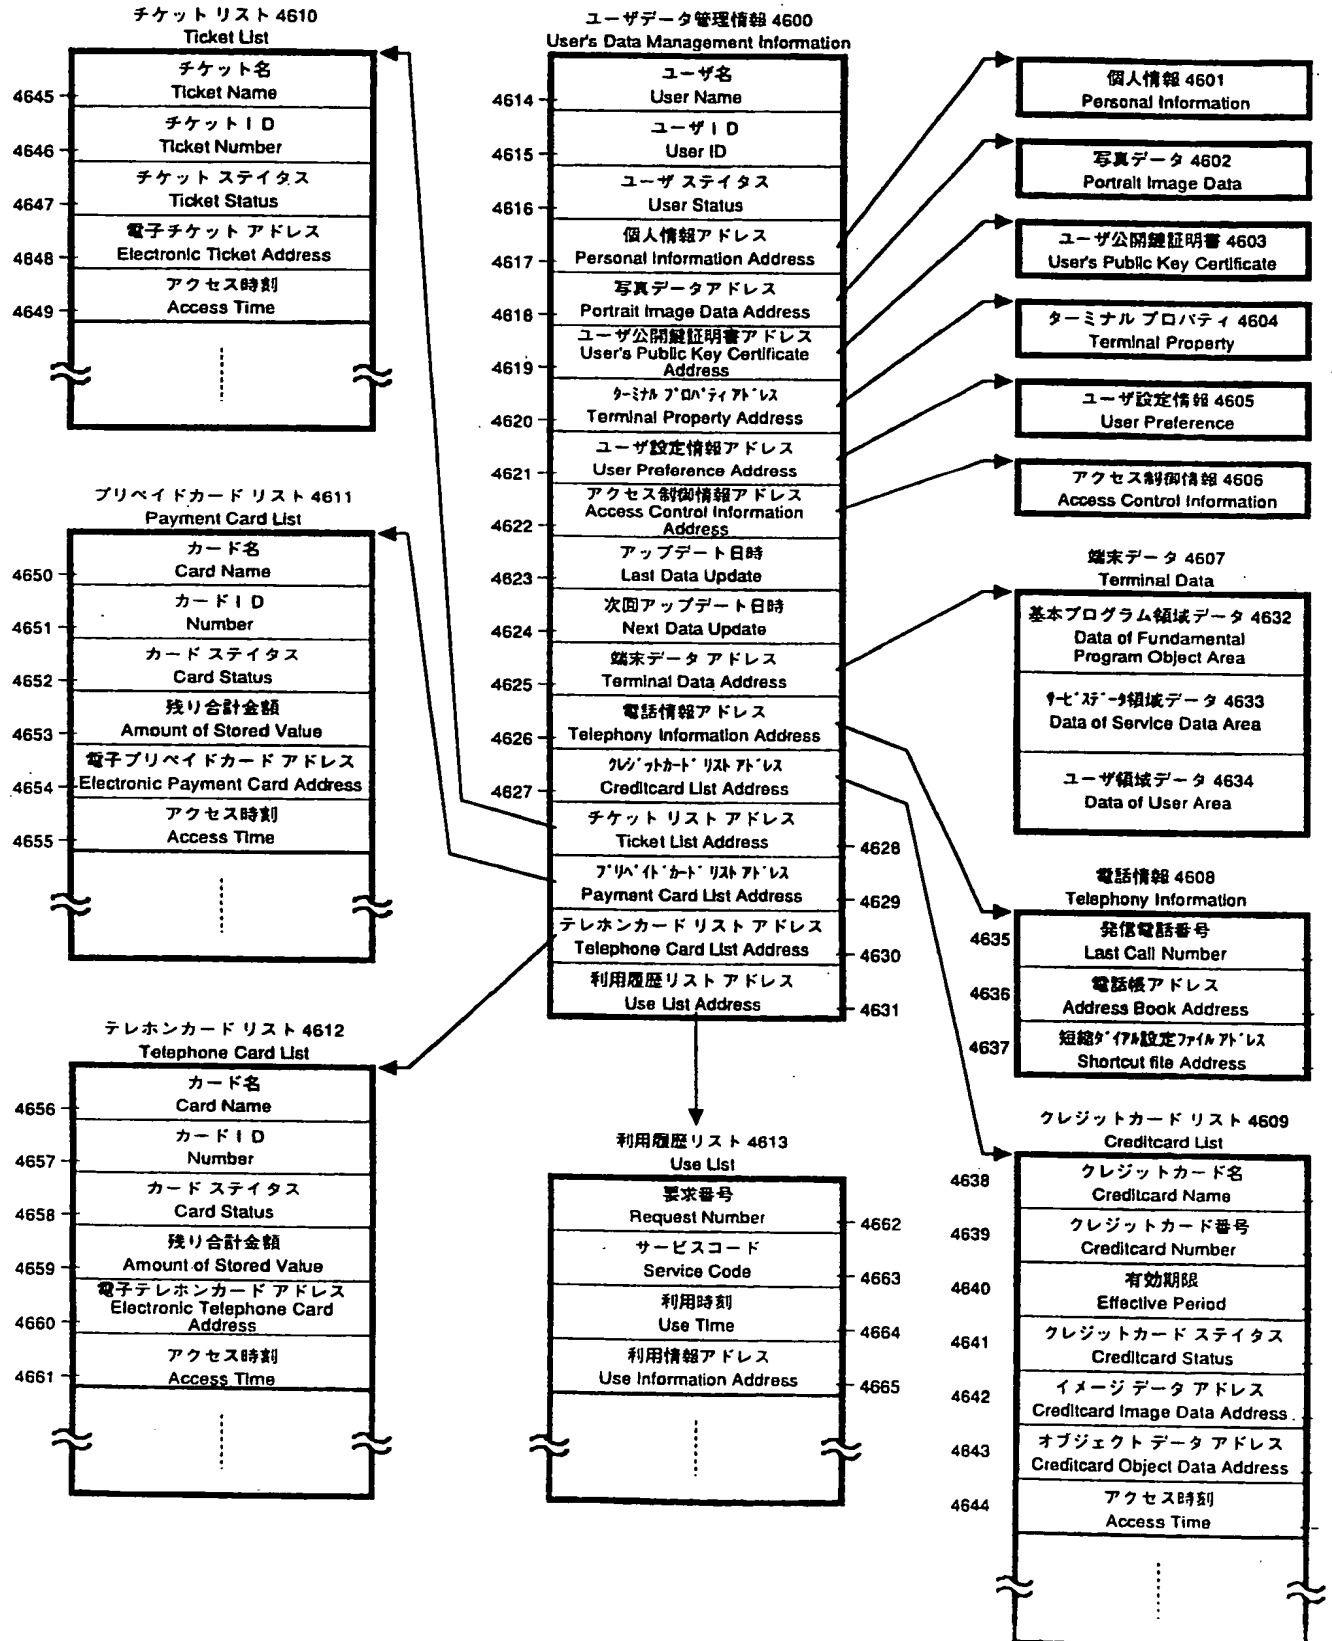 チケット リスト 4610
Ticket List
チケット名
Ticket Name
4645
チケットID
Ticket Number
4646
チケット ステイタス
Ticket Status
4647
電子チケット アドレス
Electronic Ticket Address
4648
アクセス時刻
Access Time
4649
プリペイドカード リスト 4611
Payment Card List
カード名
Card Name
4650
カードID
Number
4651
カード ステイタス
Card Status
4652
残り合計金額
Amount of Stored Value
4653
電子プリペイドカード アドレス
Electronic Payment Card Address
4654
アクセス時刻
Access Time
4655
テレホンカード リスト 4612
Telephone Card List
カード名
Card Name
4656
カードID
Number
4657
カード ステイタス
Card Status
4658
残り合計金額
Amount of Stored Value
4659
電子テレホンカード アドレス
Electronic Telephone Card
Address
4660
アクセス時刻
Access Time
4661
ユーザデータ管理情報 4600
User's Data Management Information
ユーザ名
User Name
4614
ユーザID
User ID
4615
ユーザ ステイタス
User Status
4616
個人情報アドレス
Personal Information Address
4617
写真データアドレス
Portrait Image Data Address
4618
ユーザ公開鍵証明書アドレス
User's Public Key Certificate
Address
4619
ターミナル プロパティ アドレス
Terminal Property Address
4620
ユーザ設定情報アドレス
User Preference Address
4621
アクセス制御情報アドレス
Access Control Information
Address
4622
アップデート日時
Last Data Update
4623
次回アップデート日時
Next Data Update
4624
端末データ アドレス
Terminal Data Address
4625
電話情報アドレス
Telephony Information Address
4626
クレジットカード リスト アドレス
Creditcard List Address
4627
チケット リスト アドレス
Ticket List Address
4628
プリペイドカード リスト アドレス
Payment Card List Address
4629
テレホンカード リスト アドレス
Telephone Card List Address
4630
利用履歴リスト アドレス
Use List Address
4631
利用履歴リスト 4613
Use List
要求番号
Request Number
4662
サービスコード
Service Code
4663
利用時刻
Use Time
4664
利用情報アドレス
Use Information Address
4665
個人情報 4601
Personal Information
写真データ 4602
Portrait Image Data
ユーザ公開鍵証明書 4603
User's Public Key Certificate
ターミナル プロパティ 4604
Terminal Property
ユーザ設定情報 4605
User Preference
アクセス制御情報 4606
Access Control Information
端末データ 4607
Terminal Data
基本プログラム領域データ 4632
Data of Fundamental
Program Object Area
サービスデータ領域データ 4633
Data of Service Data Area
ユーザ領域データ 4634
Data of User Area
電話情報 4608
Telephony Information
4635
発信電話番号
Last Call Number
4636
電話帳アドレス
Address Book Address
4637
短縮ダイアル設定ファイル アドレス
Shortcut file Address
クレジットカード リスト 4609
Creditcard List
4638
クレジットカード名
Creditcard Name
4639
クレジットカード番号
Creditcard Number
4640
有効期限
Effective Period
4641
クレジットカード ステイタス
Creditcard Status
4642
イメージ データ アドレス
Creditcard Image Data Address
4643
オブジェクト データ アドレス
Creditcard Object Data Address
4644
アクセス時刻
Access Time